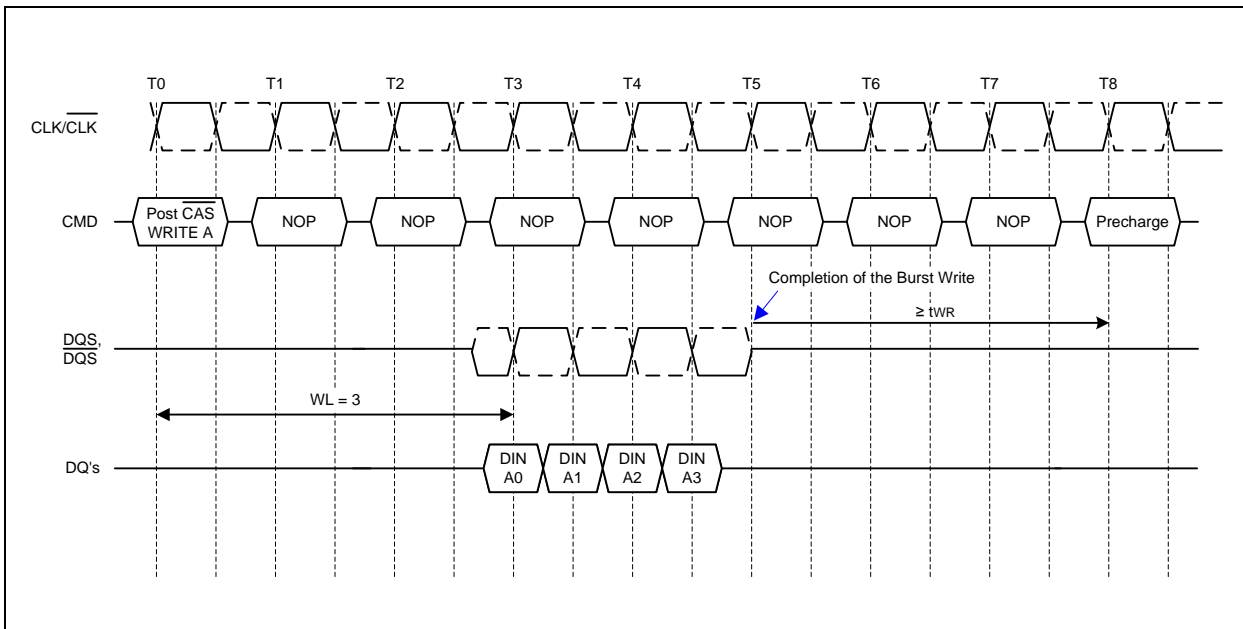 T0 T1 T2 T3 T4 T5 T6 T7 T8
CLK/CLK
CMD
Post CAS
WRITE A
NOP NOP NOP NOP NOP NOP NOP Precharge
Completion of the Burst Write
≥ tWR
DQS,
DQS
WL = 3
DQ's
DIN DIN DIN DIN
A0 A1 A2 A3